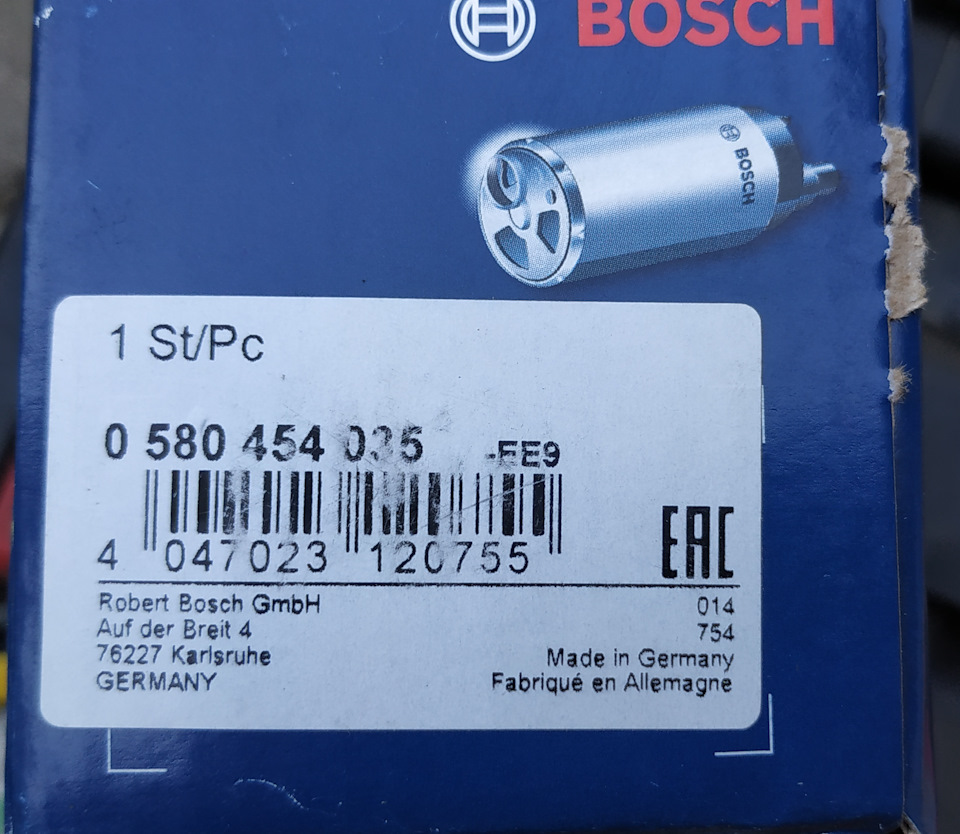 BOSCH
BOSCH
1 St/Pc
0 580 454 035 -EE9
4 047023 120755
EAC
Robert Bosch GmbH 014
Auf der Breit 4 754
76227 Karlsruhe Made in Germany
GERMANY Fabriqué en Allemagne